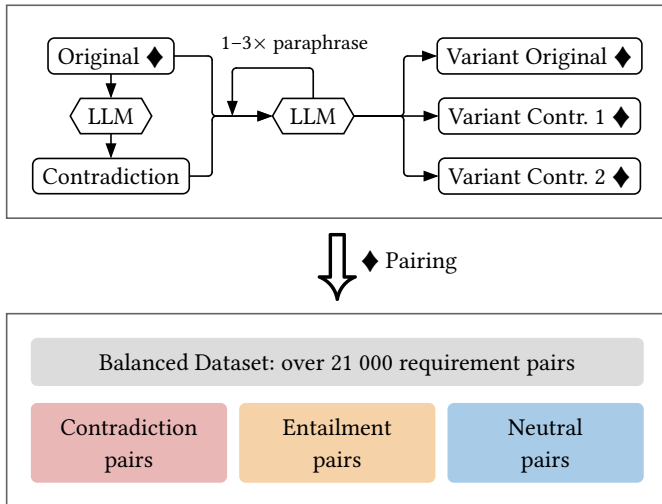 1–3× paraphrase
Original ♦
LLM
Contradiction
LLM
Variant Original ♦
Variant Contr. 1 ♦
Variant Contr. 2 ♦
♦ Pairing
Balanced Dataset: over 21 000 requirement pairs
Contradiction
pairs
Entailment
pairs
Neutral
pairs